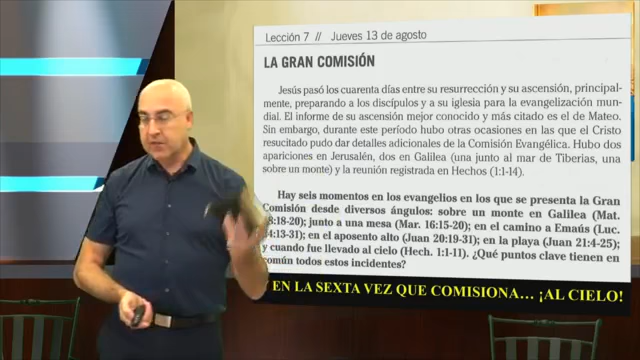 Lección 7 // Jueves 13 de agosto
LA GRAN COMISIÓN
Jesús pasó los cuarenta días entre su resurrección y su ascensión, principal-
mente, preparando a los discípulos y a su iglesia para la evangelización mun-
dial. El informe de su ascensión mejor conocido y más citado es el de Mateo.
Sin embargo, durante este período hubo otras ocasiones en las que el Cristo
resucitado pudo dar detalles adicionales de la Comisión Evangélica. Hubo dos
apariciones en Jerusalén, dos en Galilea (una junto al mar de Tiberias, y una
sobre un monte) y la reunión registrada en Hechos (1:1-14).
Hay seis momentos en los evangelios en los que se presenta la Gran
Comisión desde diversos ángulos: sobre un monte en Galilea (Mat.
8:18-20); junto a una mesa (Mar. 16:15-20); en el camino a Emaús (Luc.
4:13-31); en el aposento alto (Juan 20:19-31); en la playa (Juan 21:4-25);
y cuando fue llevado al cielo (Hech. 1:1-11). ¿Qué puntos clave tienen en
común todos estos incidentes?
Y EN LA SEXTA VEZ QUE COMISIONA... ¡AL CIELO!